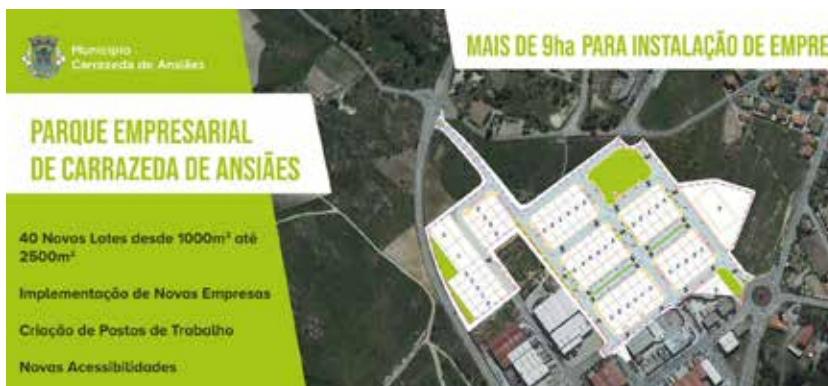 Município
Carrazeda de Ansiães
MAIS DE 9ha PARA INSTALAÇÃO DE EMPRE
PARQUE EMPRESARIAL
DE CARRAZEDA DE ANSIÃES
40 Novos Lotes desde 1000m² até
2500m²
Implementação de Novas Empresas
Criação de Postos de Trabalho
Novas Acessibilidades